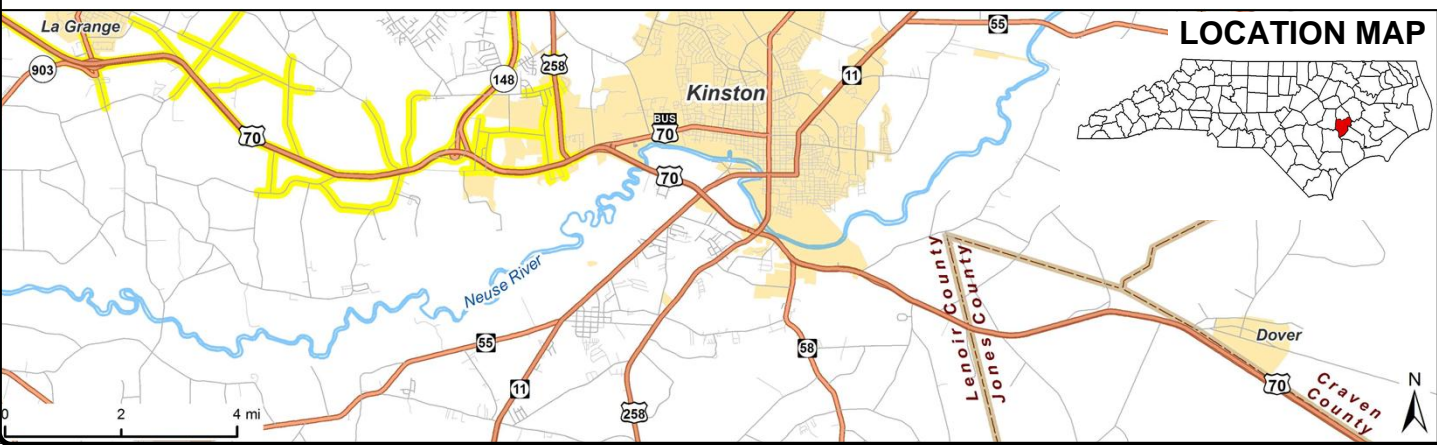 La Grange
903
70
148
258
Kinston
BUS
70
11
55
LOCATION MAP
70
Neuse River
55
11
258
58
Lenoir County
Jones County
Dover
70
Craven
County
N
0 2 4 mi